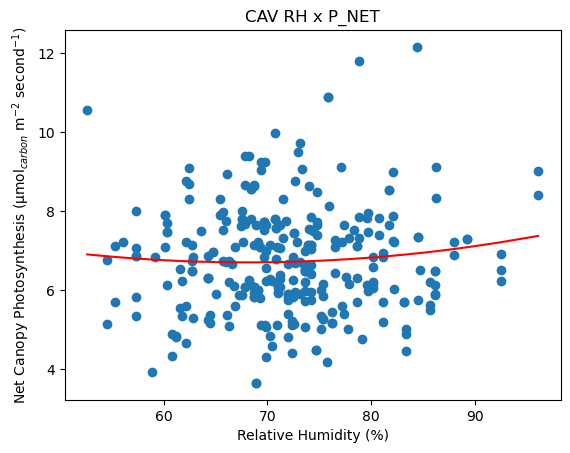 CAV RH x P_NET
Net Canopy Photosynthesis (µmol$_{carbon}$ m$^{-2}$ second$^{-1}$)
12
10
8
6
4
60 70 80 90
Relative Humidity (%)